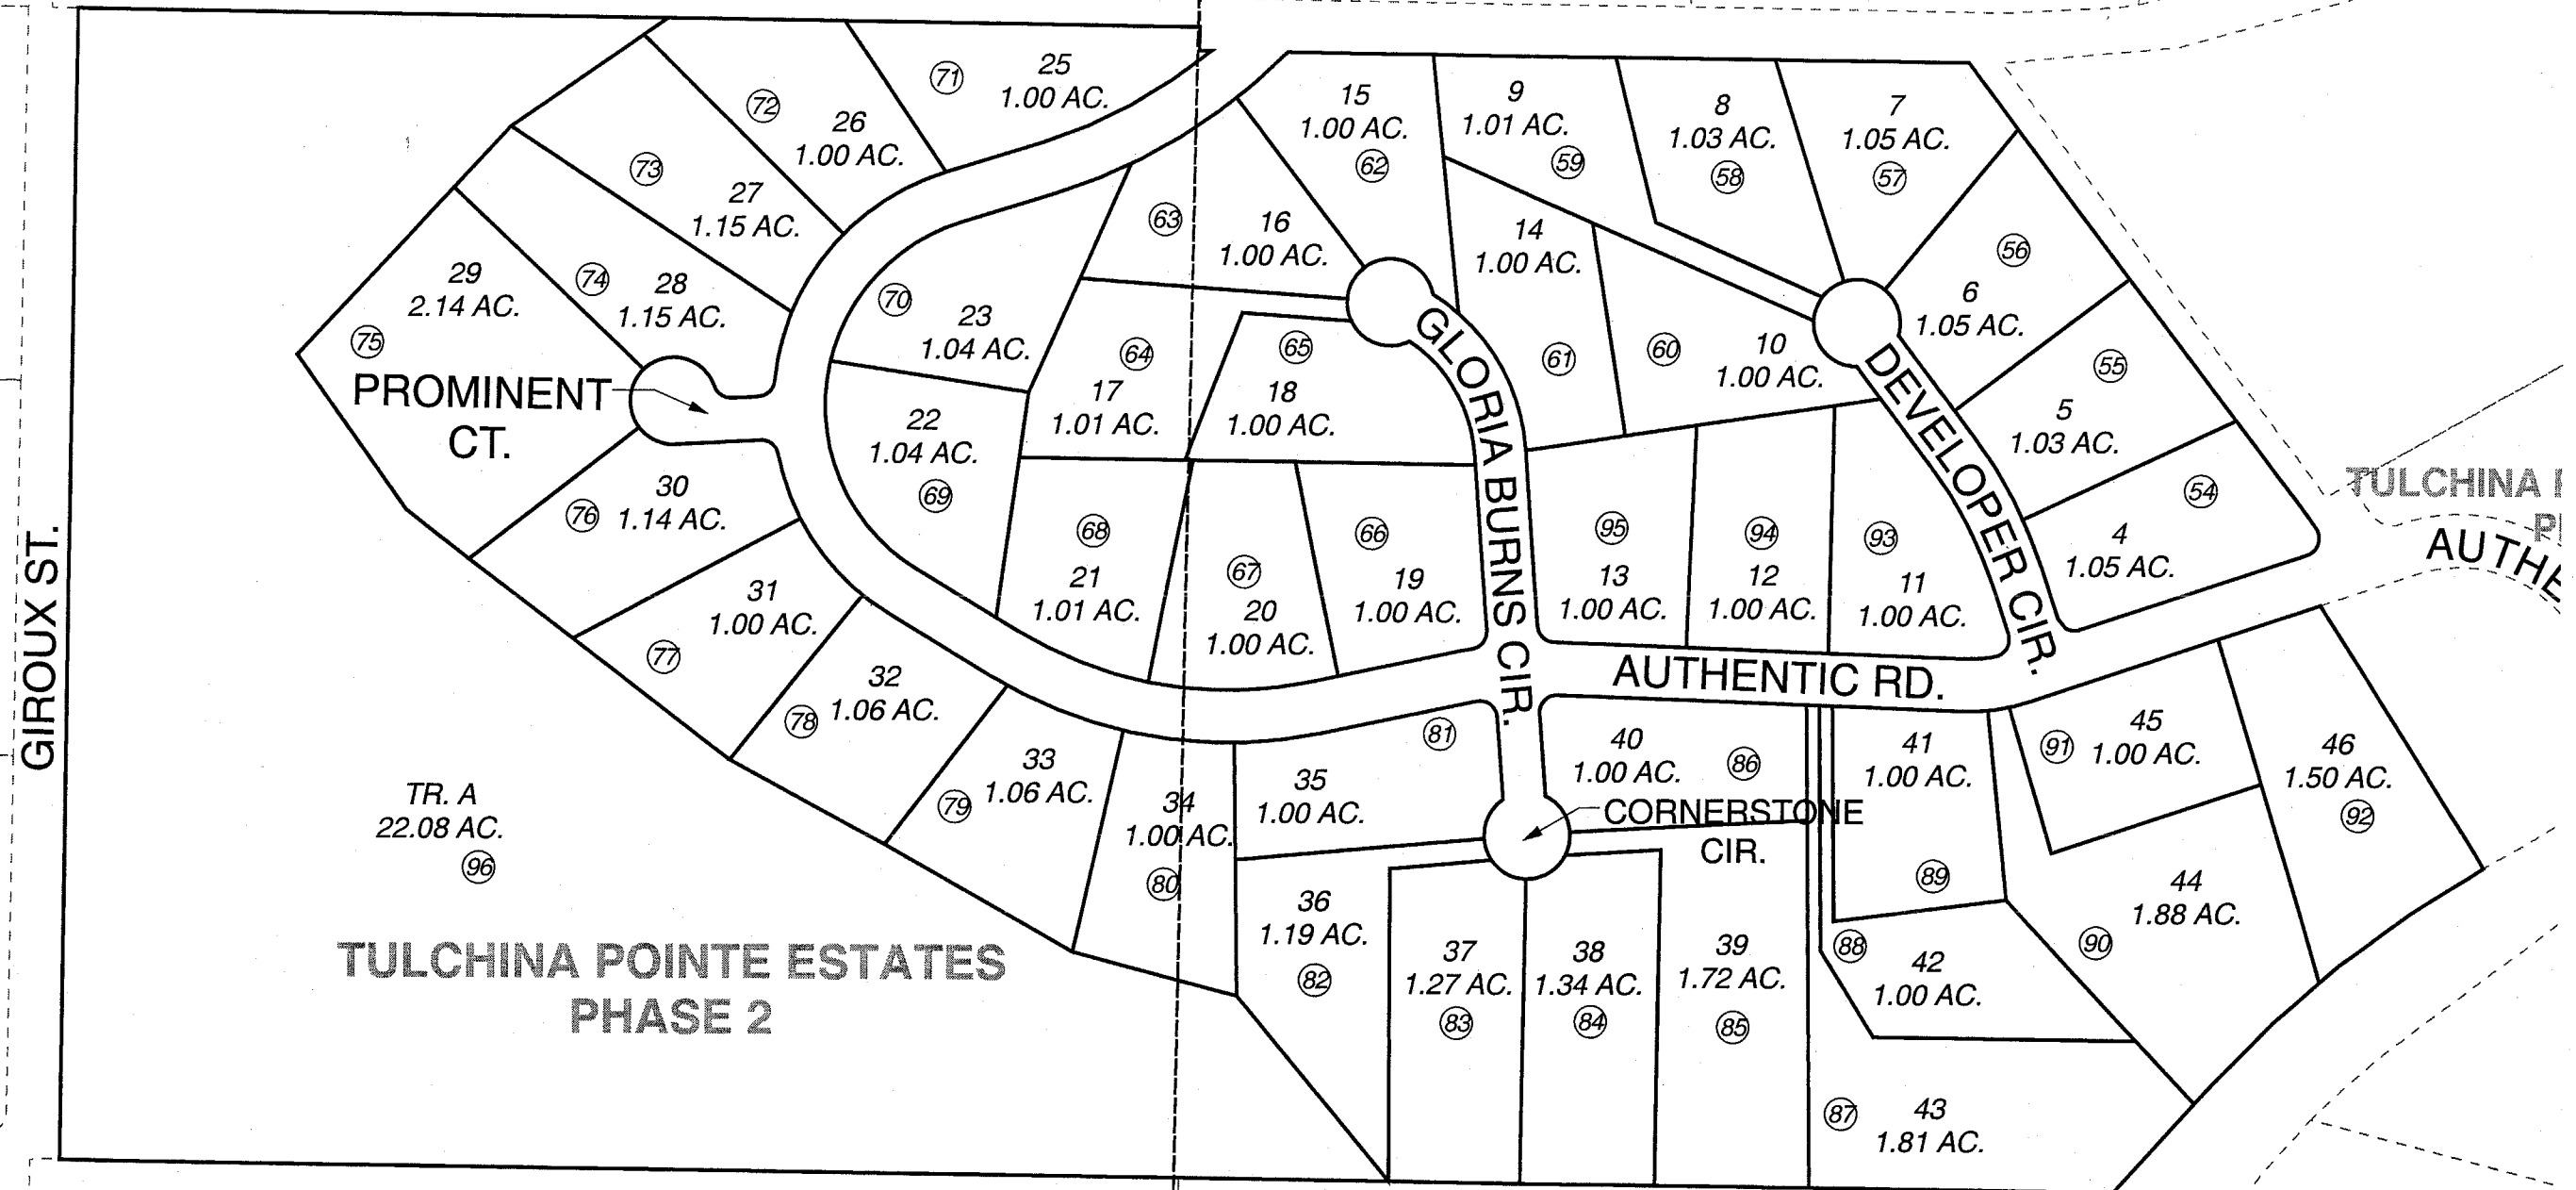 25
1.00 AC.
71
26
1.00 AC.
72
27
1.15 AC.
73
28
1.15 AC.
74
29
2.14 AC.
75
PROMINENT
CT.
30
1.14 AC.
76
31
1.00 AC.
77
32
1.06 AC.
78
33
1.06 AC.
79
34
1.00 AC.
80
15
1.00 AC.
62
9
1.01 AC.
59
8
1.03 AC.
58
7
1.05 AC.
57
63
16
1.00 AC.
14
1.00 AC.
61
56
6
1.05 AC.
70
23
1.04 AC.
64
17
1.01 AC.
65
18
1.00 AC.
60
10
1.00 AC.
55
5
1.03 AC.
22
1.04 AC.
69
68
21
1.01 AC.
67
20
1.00 AC.
66
19
1.00 AC.
95
13
1.00 AC.
94
12
1.00 AC.
93
11
1.00 AC.
54
4
1.05 AC.
GLORIA BURNS CIR.
DEVELOPER CIR.
AUTHENTIC RD.
TULCHINA
AUTHE
GIROUX ST.
81
35
1.00 AC.
40
1.00 AC.
86
CORNERSTONE
CIR.
41
1.00 AC.
89
45
1.00 AC.
91
46
1.50 AC.
92
44
1.88 AC.
90
36
1.19 AC.
82
37
1.27 AC.
83
38
1.34 AC.
84
39
1.72 AC.
85
88
42
1.00 AC.
87
43
1.81 AC.
TR. A
22.08 AC.
96
TULCHINA POINTE ESTATES
PHASE 2